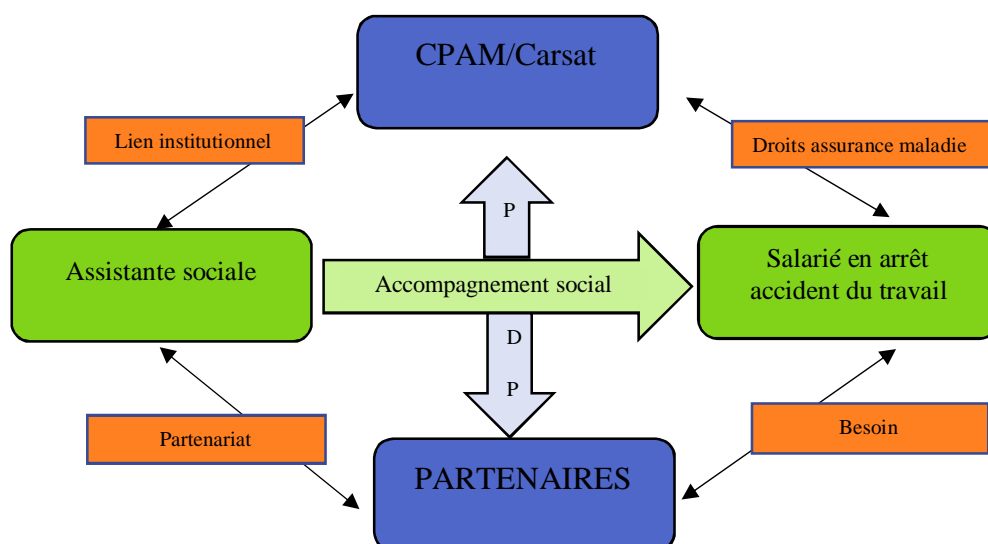 CPAM/Carsat
Lien institutionnel
Droits assurance maladie
P
Assistante sociale
Accompagnement social
Salarié en arrêt
accident du travail
D
P
Partenariat
Besoin
PARTENAIRES